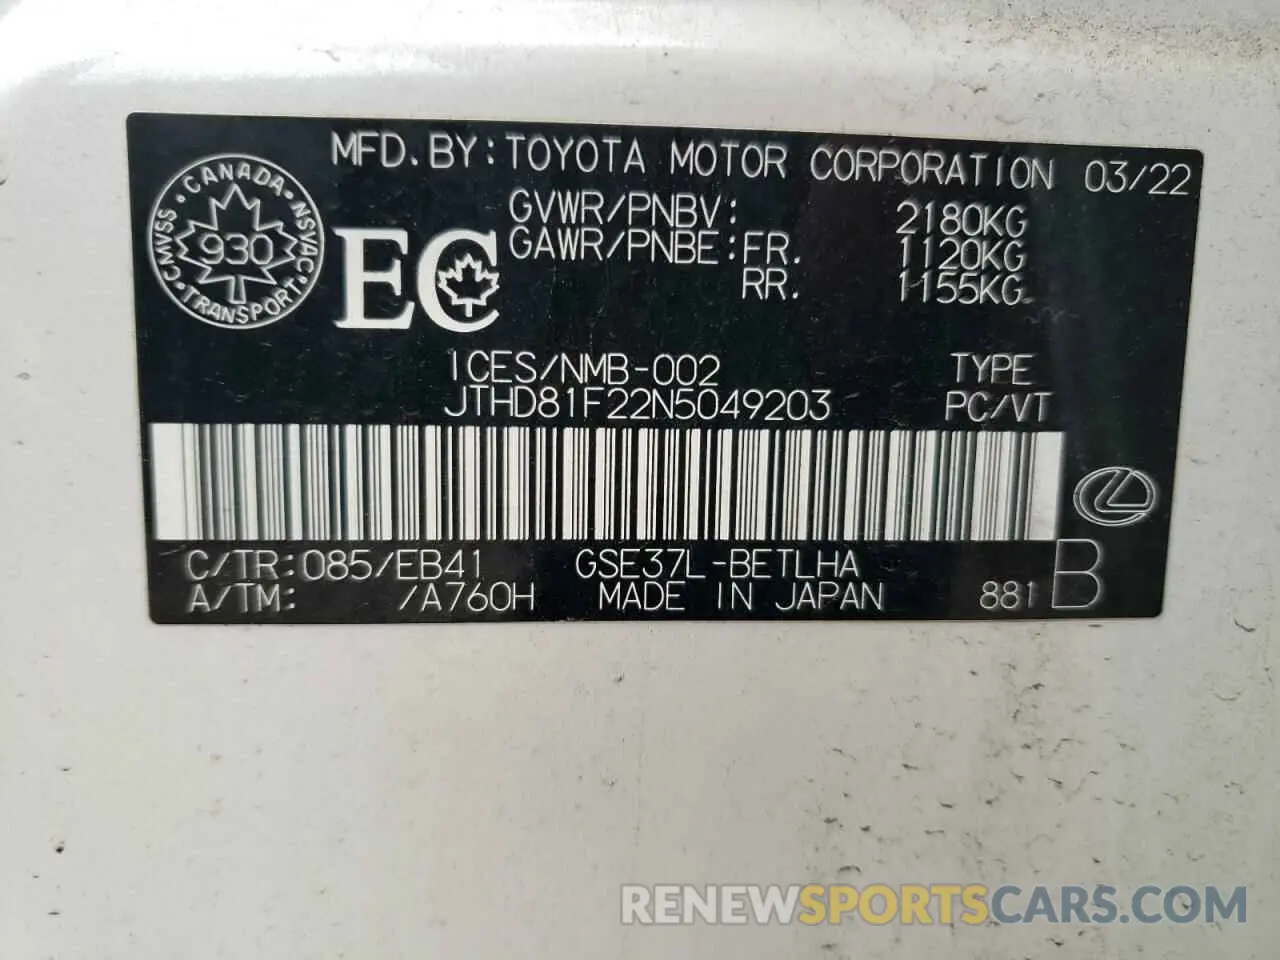 MFD. BY: TOYOTA MOTOR CORPORATION 03/22
CANADA
CMVSS NSVAC
930
TRANSPORT
EC
GVWR/PNBV: 2180KG
GAWR/PNBE: FR. 1120KG
RR. 1155KG
ICES/NMB-002 TYPE
JTHD81F22N5049203 PC/VT
C/TR: 085/EB41 GSE37L-BETLHA
A/TM: /A760H MADE IN JAPAN 881 B
RENEWSPORTSCARS.COM